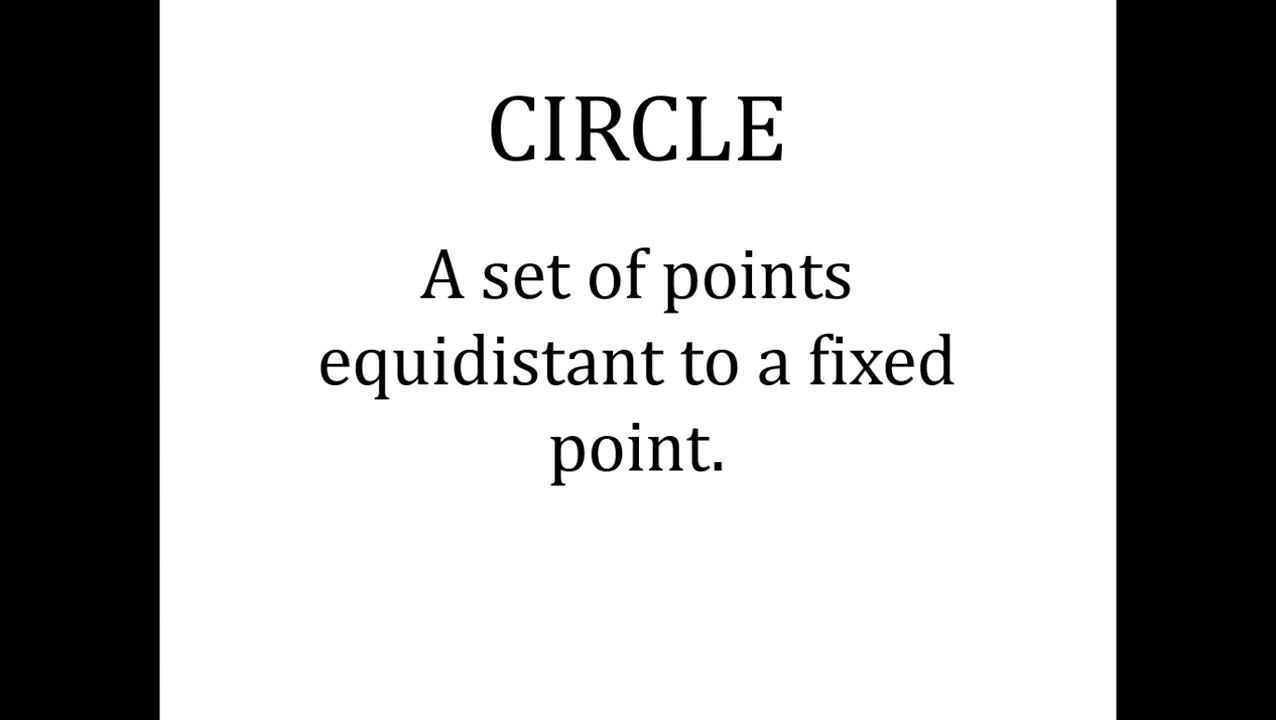 CIRCLE
A set of points
equidistant to a fixed
point.